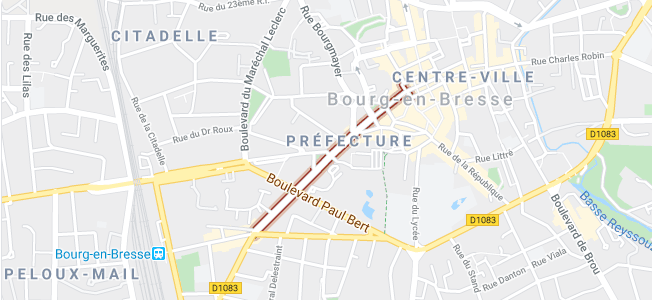 Rue du 23ème R.I.
Rue des Marguerites
CITADELLE
Rue des Lilas
Boulevard du Maréchal Leclerc
Rue Bourgmayer
Rue Charles Robin
CENTRE-VILLE
Bourg-en-Bresse
Rue de la Citadelle
Rue du Dr Roux
PRÉFECTURE
D1083
Rue Littré
Rue de la République
Boulevard Paul Bert
Rue du Lycée
D1083
Basse Reyssouz
Boulevard de Brou
Bourg-en-Bresse
PELOUX-MAIL
D1083
ral Delestraint
Rue du Stand
Rue Danton
Rue Viala